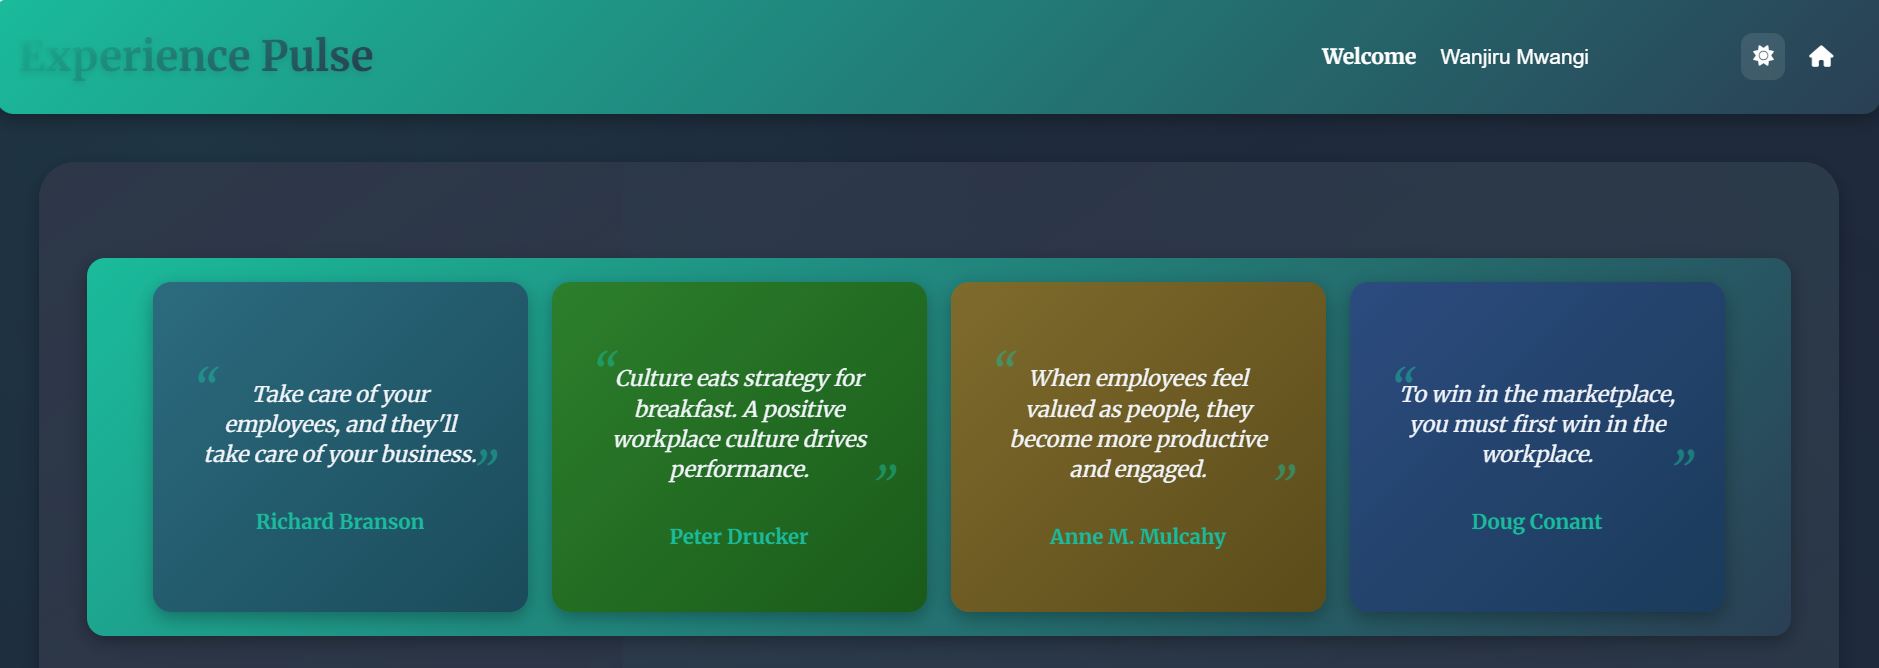 Experience Pulse
Welcome Wanjiru Mwangi
“Take care of your
employees, and they'll
take care of your business.”
Richard Branson
“Culture eats strategy for
breakfast. A positive
workplace culture drives
performance.”
Peter Drucker
“When employees feel
valued as people, they
become more productive
and engaged.”
Anne M. Mulcahy
“To win in the marketplace,
you must first win in the
workplace.”
Doug Conant